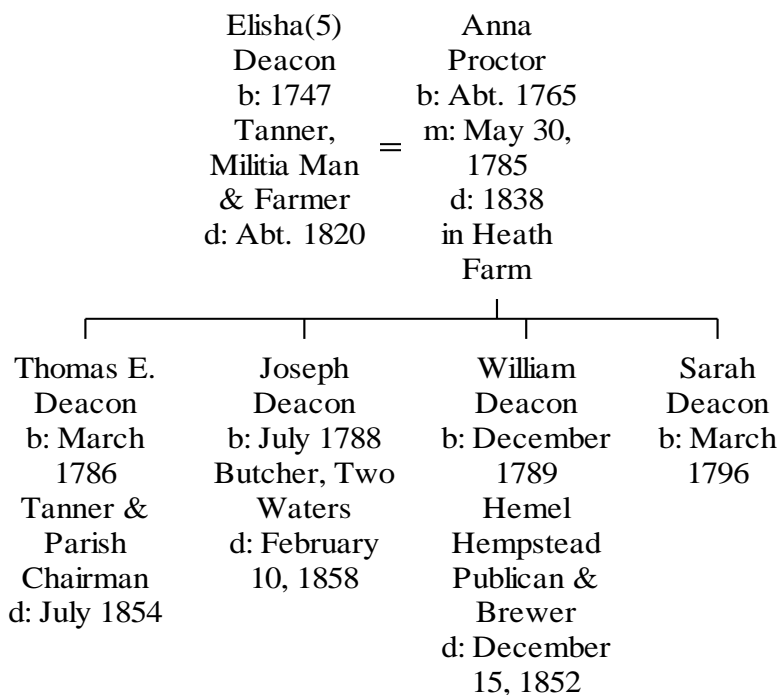 Elisha(5)
Deacon
b: 1747
Tanner,
Militia Man
& Farmer
d: Abt. 1820
=
Anna
Proctor
b: Abt. 1765
m: May 30,
1785
d: 1838
in Heath
Farm
Thomas E.
Deacon
b: March
1786
Tanner &
Parish
Chairman
d: July 1854
Joseph
Deacon
b: July 1788
Butcher, Two
Waters
d: February
10, 1858
William
Deacon
b: December
1789
Hemel
Hempstead
Publican &
Brewer
d: December
15, 1852
Sarah
Deacon
b: March
1796